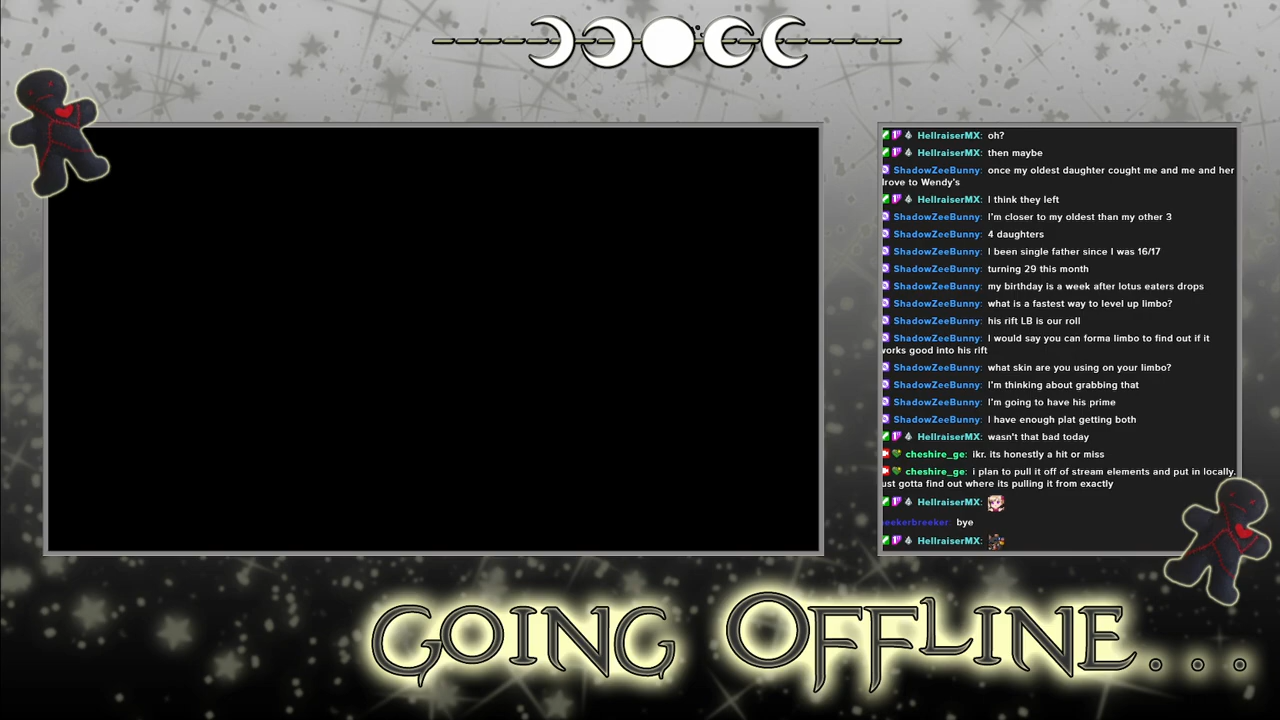 HellraiserMX: oh?
HellraiserMX: then maybe
ShadowZeeBunny: once my oldest daughter cought me and me and her
drove to Wendy's
HellraiserMX: I think they left
ShadowZeeBunny: I'm closer to my oldest than my other 3
ShadowZeeBunny: 4 daughters
ShadowZeeBunny: I been single father since I was 16/17
ShadowZeeBunny: turning 29 this month
ShadowZeeBunny: my birthday is a week after lotus eaters drops
ShadowZeeBunny: what is a fastest way to level up limbo?
ShadowZeeBunny: his rift LB is our roll
ShadowZeeBunny: I would say you can forma limbo to find out if it
works good into his rift
ShadowZeeBunny: what skin are you using on your limbo?
ShadowZeeBunny: I'm thinking about grabbing that
ShadowZeeBunny: I'm going to have his prime
ShadowZeeBunny: I have enough plat getting both
HellraiserMX: wasn't that bad today
cheshire_ge: ikr. its honestly a hit or miss
cheshire_ge: i plan to pull it off of stream elements and put in locally.
just gotta find out where its pulling it from exactly
HellraiserMX:
eekerbreeker: bye
HellraiserMX:
GOING OFFLINE...